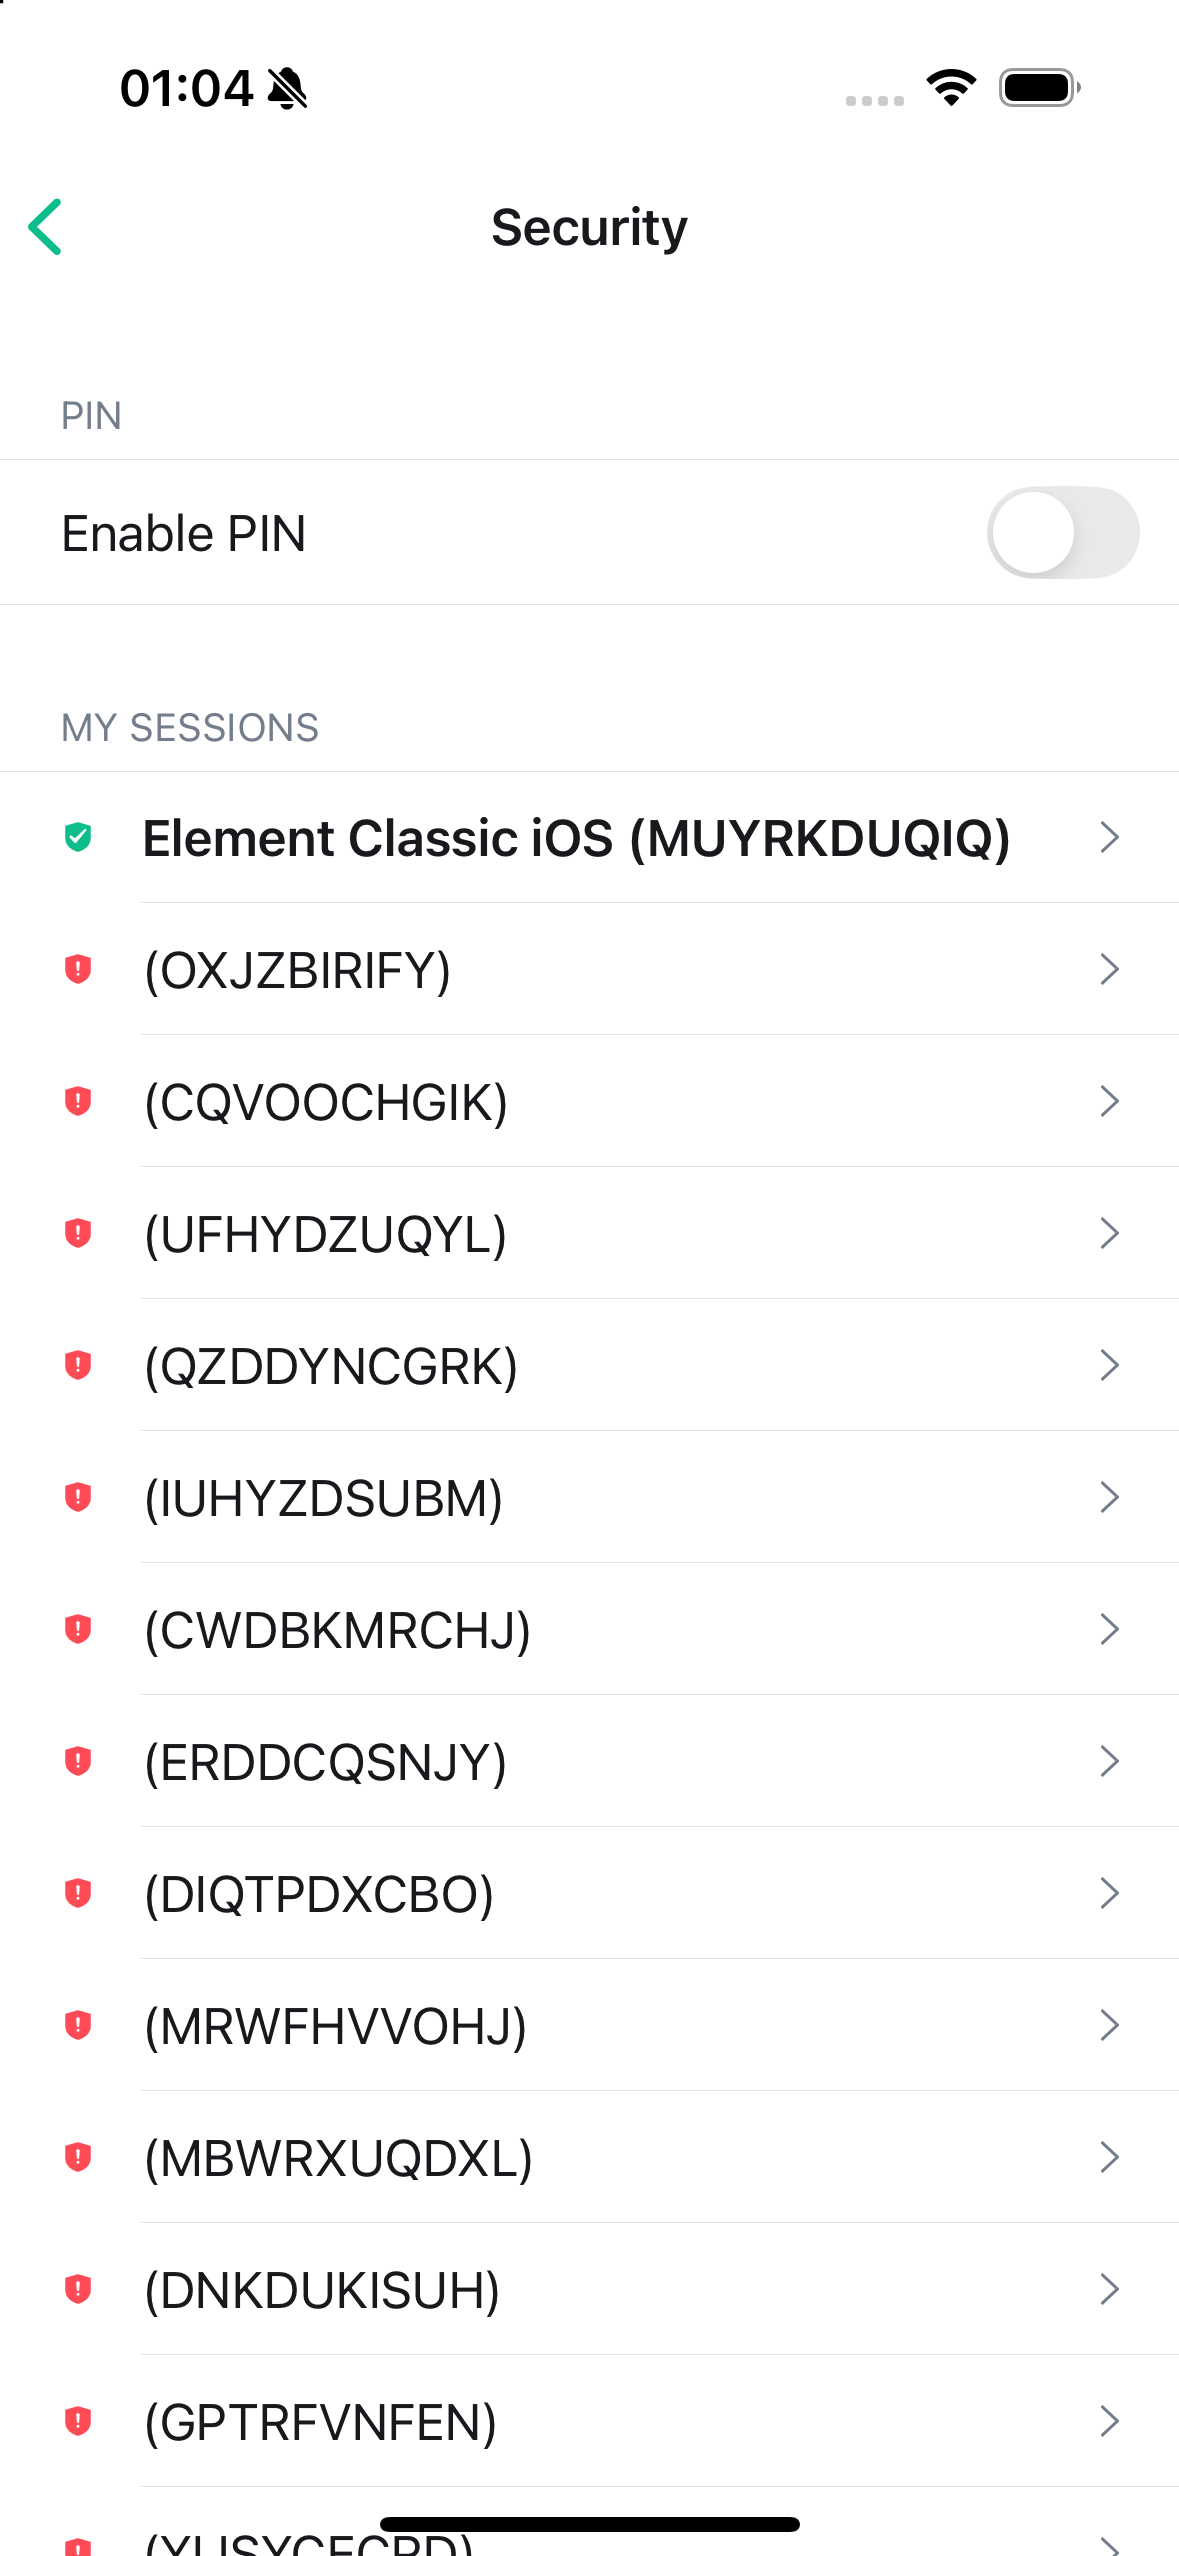 01:04
Security
PIN
Enable PIN
MY SESSIONS
Element Classic iOS (MUYRKDUQIQ)
(OXJZBIRIFY)
(CQVOOCHGIK)
(UFHYDZUQYL)
(QZDDYNCGRK)
(IUHYZDSUBM)
(CWDBKMRCHJ)
(ERDDCQSNJY)
(DIQTPDXCBO)
(MRWFHVVOHJ)
(MBWRXUQDXL)
(DNKDUKISUH)
(GPTRFVNFEN)